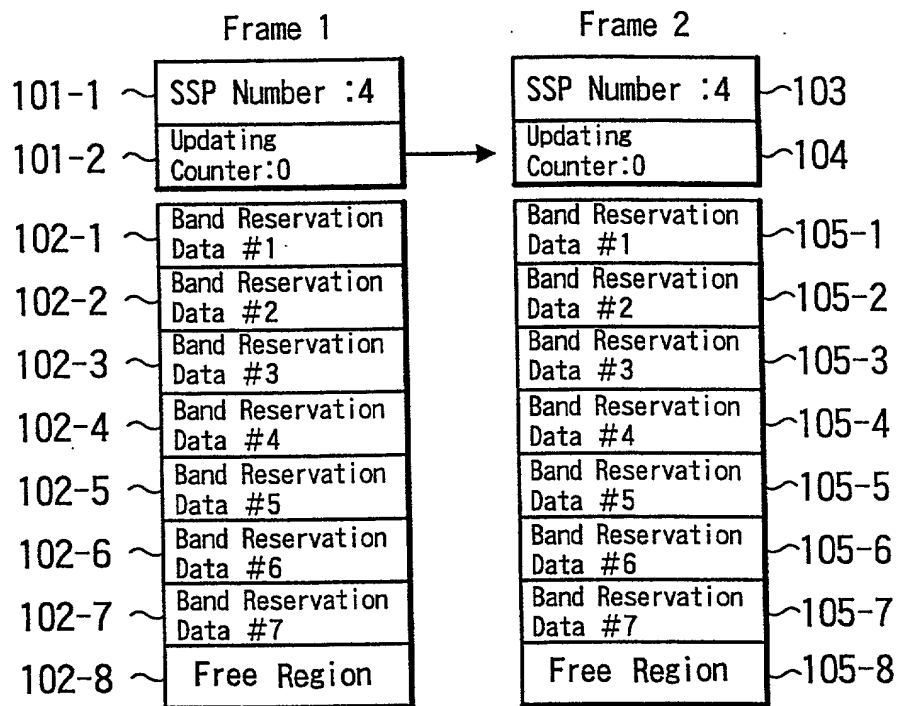 Frame 1
Frame 2
101-1
SSP Number :4
SSP Number :4
103
101-2
Updating
Counter:0
Updating
Counter:0
104
102-1
Band Reservation
Data #1
Band Reservation
Data #1
105-1
102-2
Band Reservation
Data #2
Band Reservation
Data #2
105-2
102-3
Band Reservation
Data #3
Band Reservation
Data #3
105-3
102-4
Band Reservation
Data #4
Band Reservation
Data #4
105-4
102-5
Band Reservation
Data #5
Band Reservation
Data #5
105-5
102-6
Band Reservation
Data #6
Band Reservation
Data #6
105-6
102-7
Band Reservation
Data #7
Band Reservation
Data #7
105-7
102-8
Free Region
Free Region
105-8